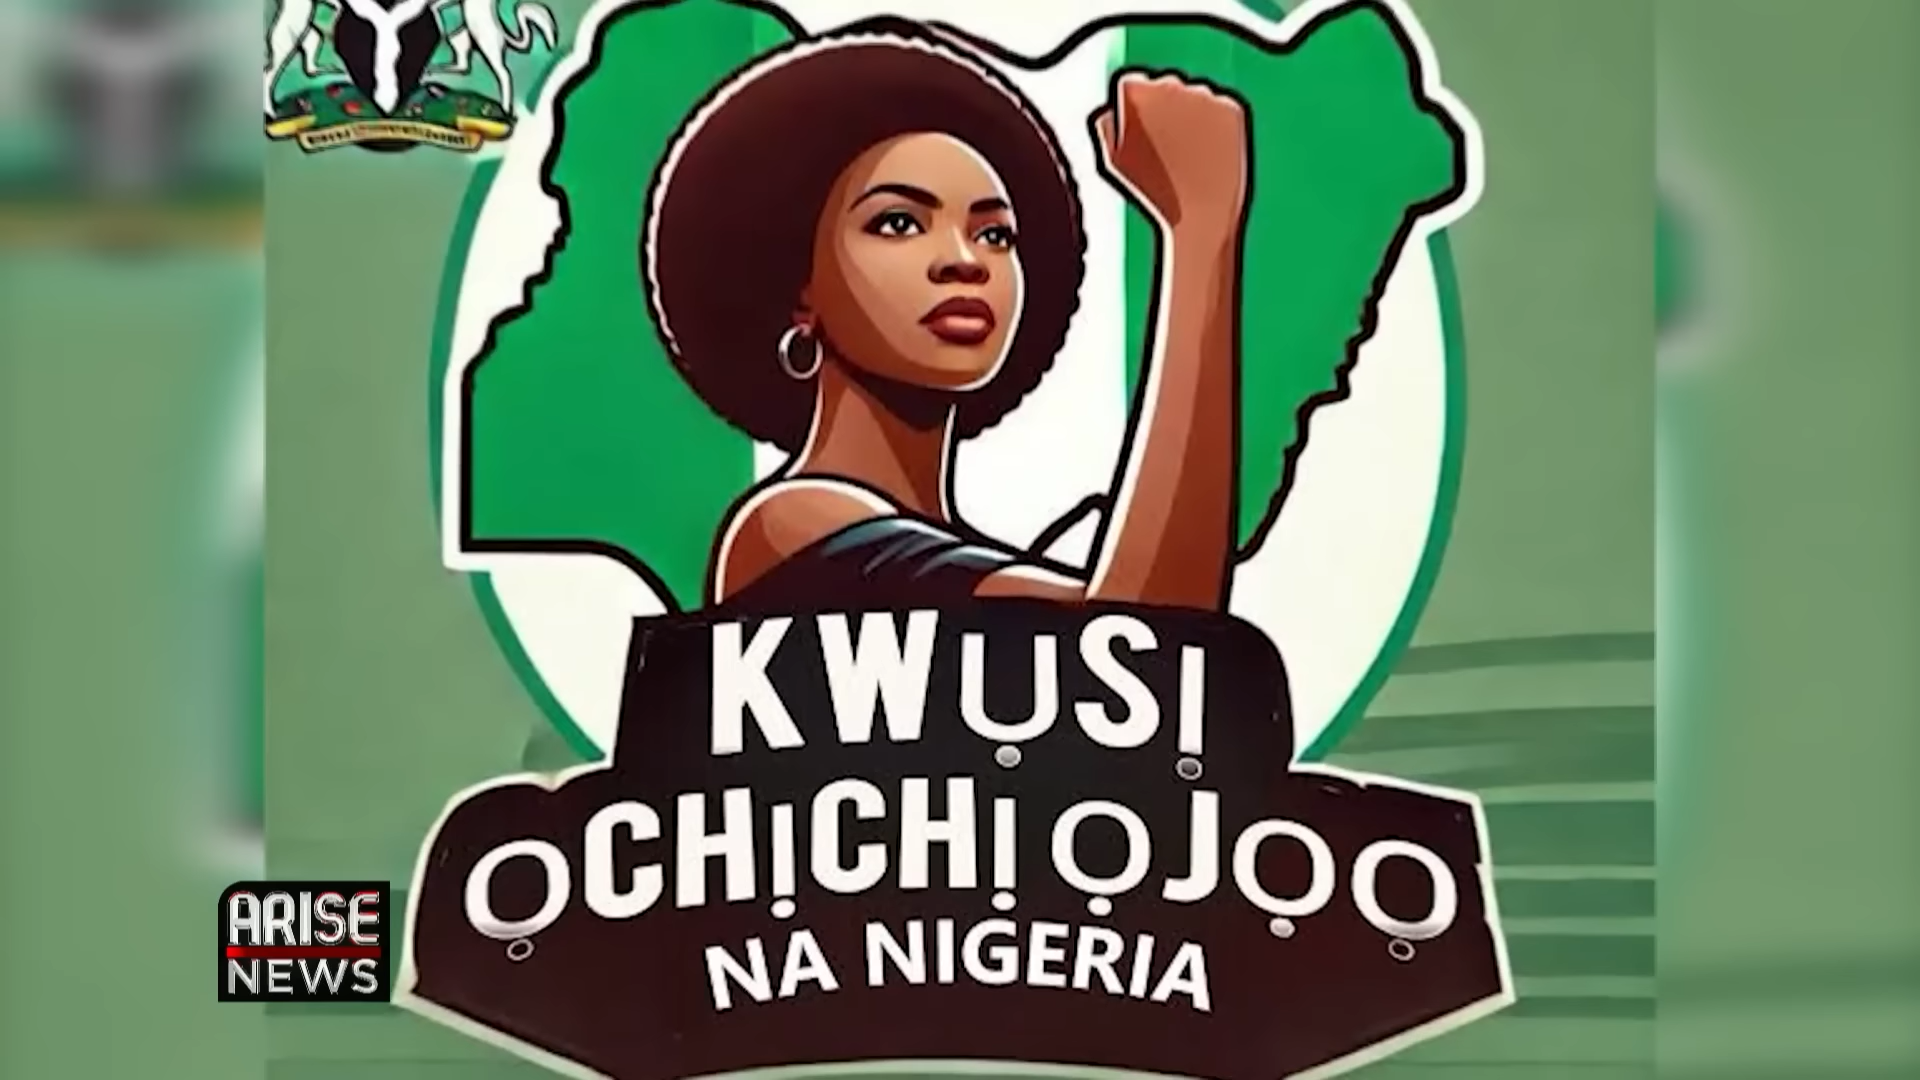 KWỤSỊ
ỌCHỊCHỊ ỌJỌỌ
NA NIGERIA
ARISE
NEWS